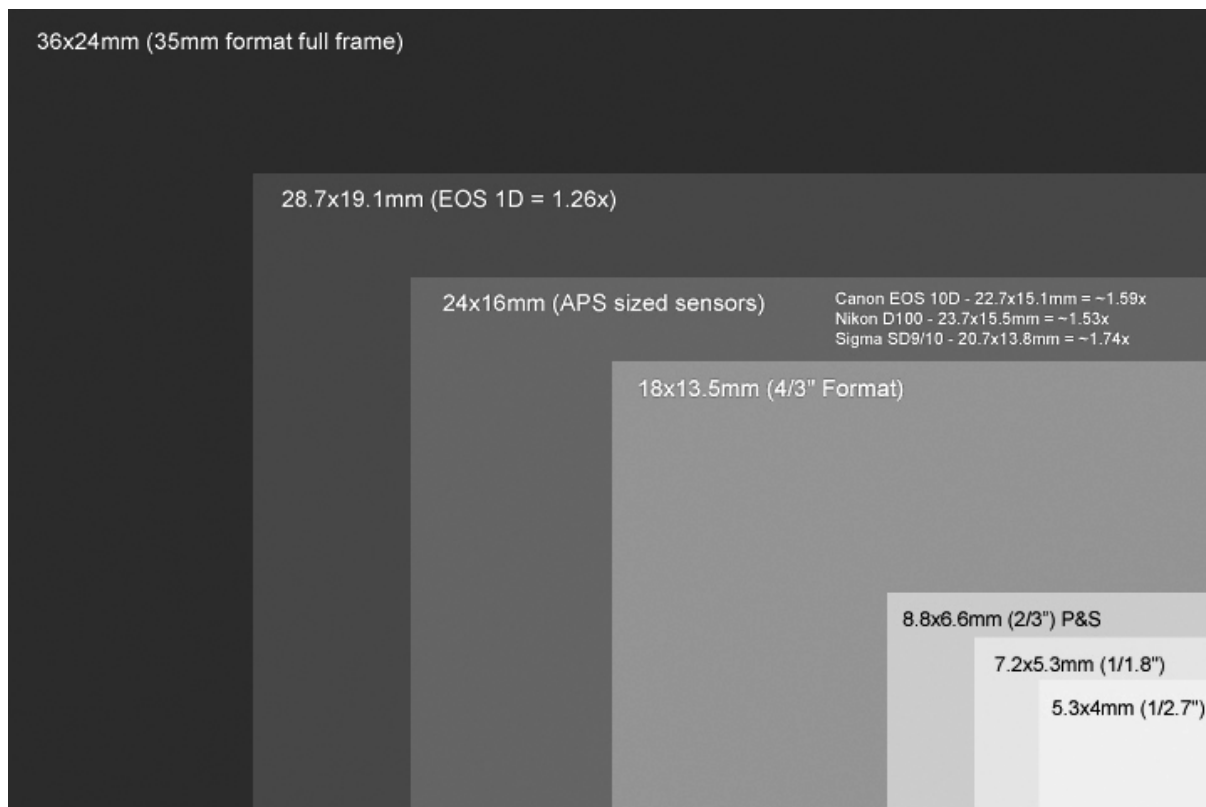 36x24mm (35mm format full frame)
28.7x19.1mm (EOS 1D = 1.26x)
24x16mm (APS sized sensors)
Canon EOS 10D - 22.7x15.1mm = ~1.59x
Nikon D100 - 23.7x15.5mm = ~1.53x
Sigma SD9/10 - 20.7x13.8mm = ~1.74x
18x13.5mm (4/3" Format)
8.8x6.6mm (2/3") P&S
7.2x5.3mm (1/1.8")
5.3x4mm (1/2.7")